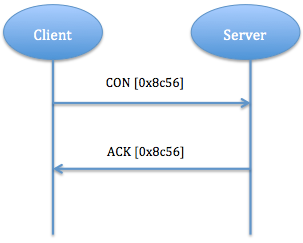 Client
Server
CON [0x8c56]
ACK [0x8c56]